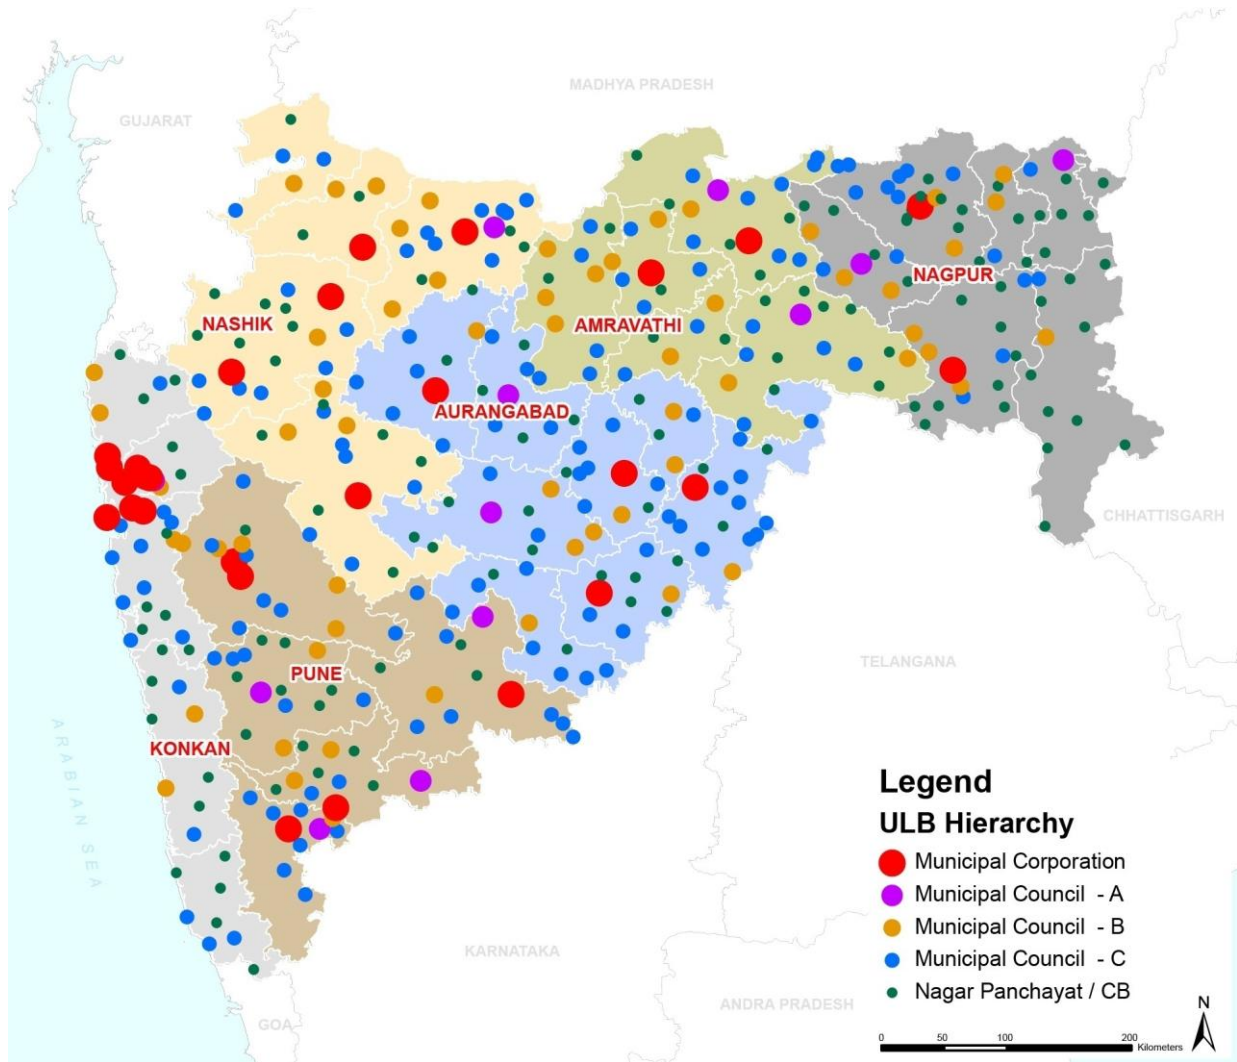 MADHYA PRADESH
GUJARAT
NAGPUR
NASHIK
AMRAVATHI
AURANGABAD
CHHATTISGARH
TELANGANA
PUNE
KONKAN
ARABIAN SEA
KARNATAKA
ANDRA PRADESH
GOA
Legend
ULB Hierarchy
Municipal Corporation
Municipal Council - A
Municipal Council - B
Municipal Council - C
Nagar Panchayat / CB
N
0 50 100 200
Kilometers